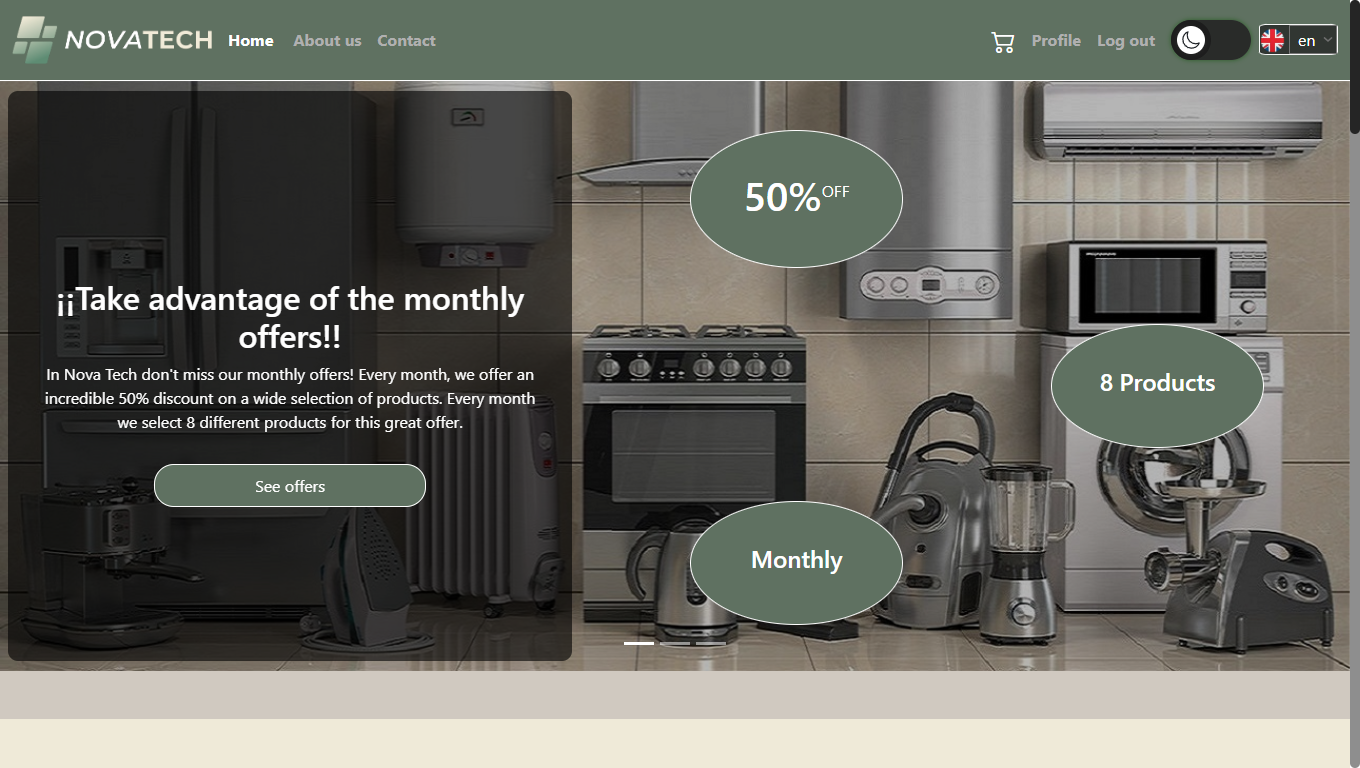 NOVATECH Home About us Contact Profile Log out en
50% OFF
¡¡Take advantage of the monthly
offers!!
In Nova Tech don't miss our monthly offers! Every month, we offer an
incredible 50% discount on a wide selection of products. Every month
we select 8 different products for this great offer.
See offers
8 Products
Monthly